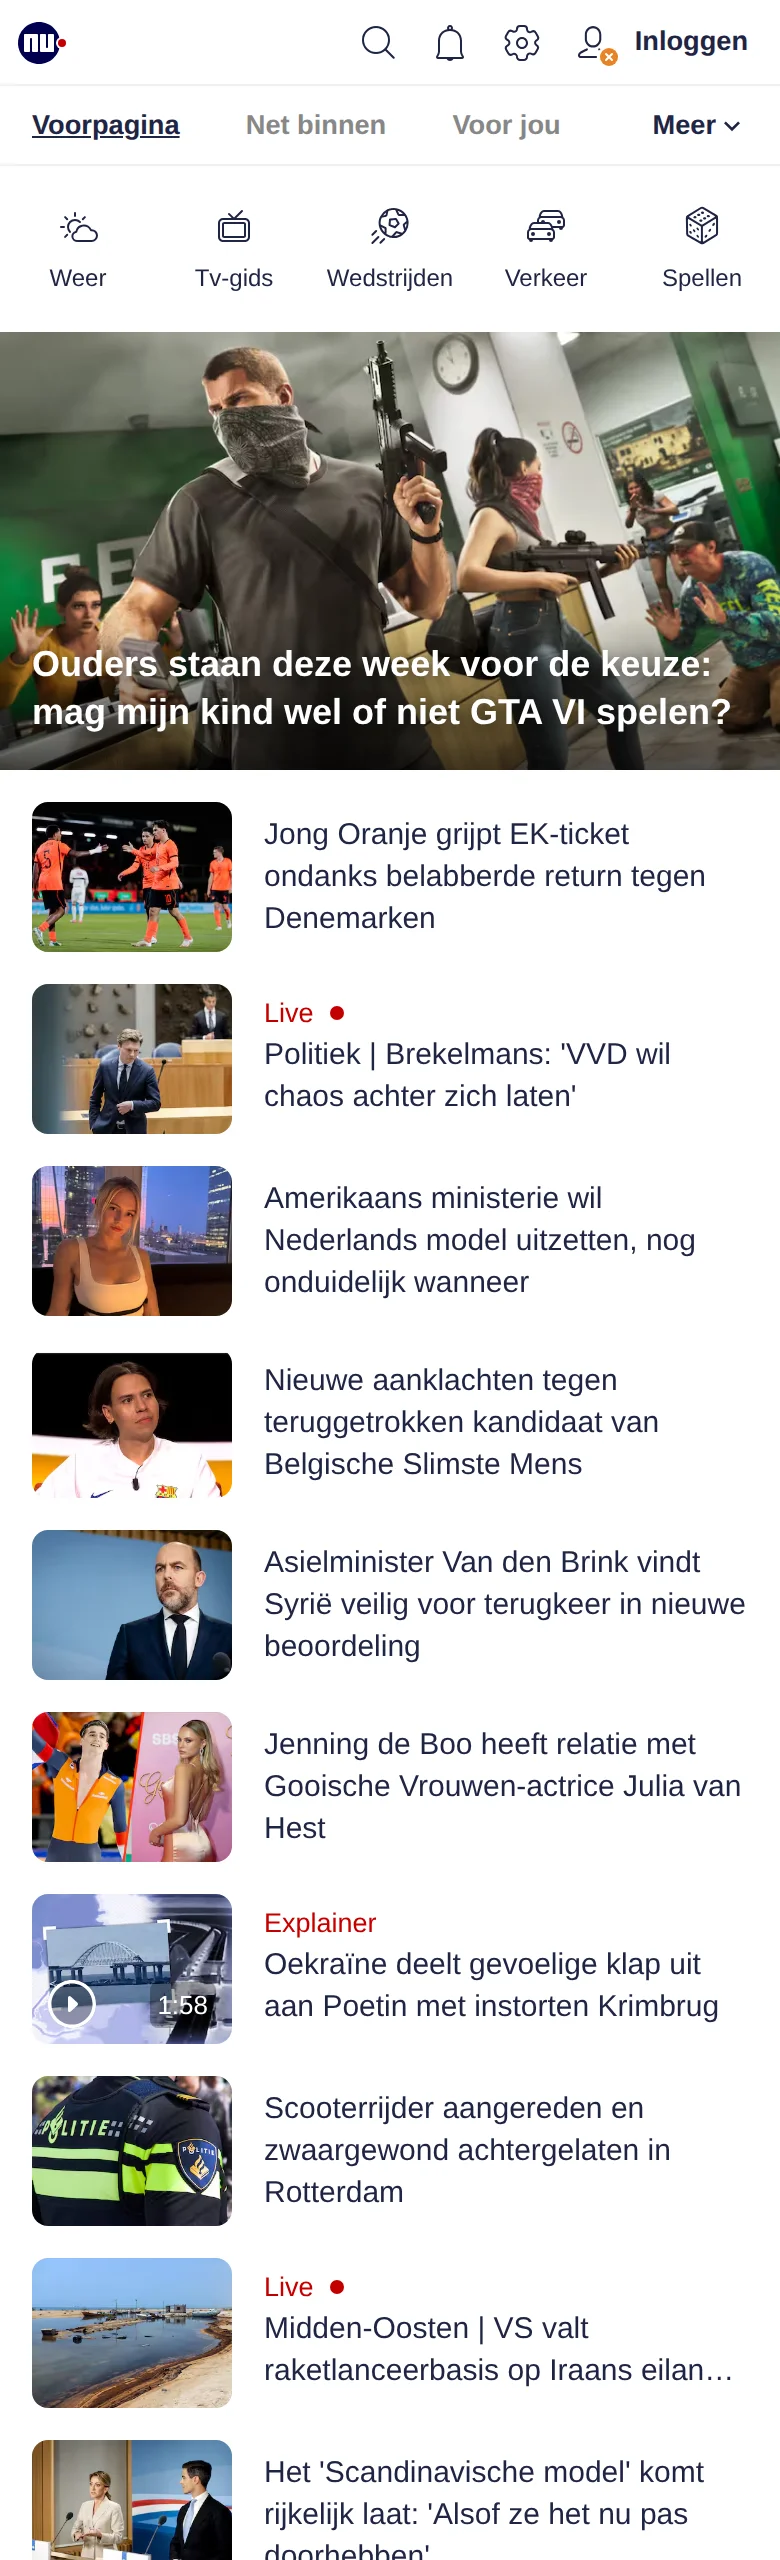 nu
Inloggen
Voorpagina Net binnen Voor jou Meer
Weer Tv-gids Wedstrijden Verkeer Spellen
Ouders staan deze week voor de keuze:
mag mijn kind wel of niet GTA VI spelen?
Jong Oranje grijpt EK-ticket
ondanks belabberde return tegen
Denemarken
Live
Politiek | Brekelmans: 'VVD wil
chaos achter zich laten'
Amerikaans ministerie wil
Nederlands model uitzetten, nog
onduidelijk wanneer
Nieuwe aanklachten tegen
teruggetrokken kandidaat van
Belgische Slimste Mens
Asielminister Van den Brink vindt
Syrië veilig voor terugkeer in nieuwe
beoordeling
SBS
Jenning de Boo heeft relatie met
Gooische Vrouwen-actrice Julia van
Hest
1:58
Explainer
Oekraïne deelt gevoelige klap uit
aan Poetin met instorten Krimbrug
POLITIE
POLITIE
Scooterrijder aangereden en
zwaargewond achtergelaten in
Rotterdam
Live
Midden-Oosten | VS valt
raketlanceerbasis op Iraans eilan…
Het 'Scandinavische model' komt
rijkelijk laat: 'Alsof ze het nu pas
doorhebben'